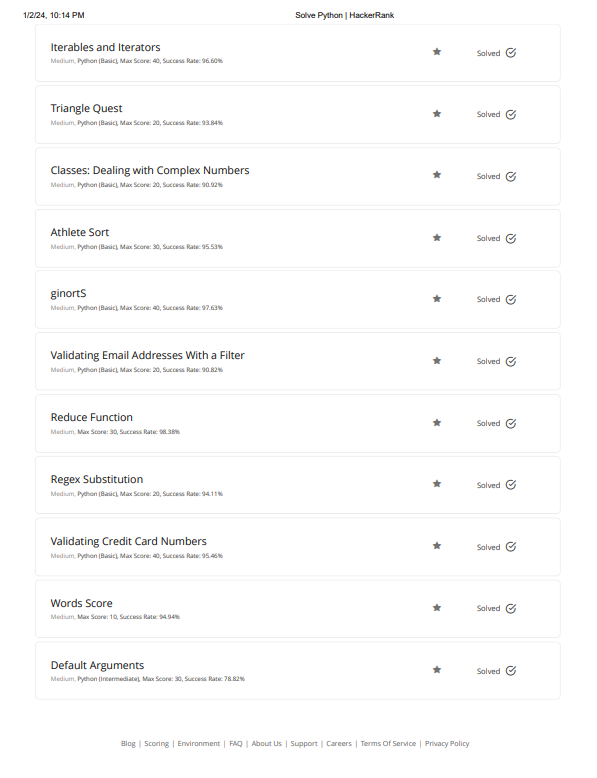 1/2/24, 10:14 PM Solve Python | HackerRank
Iterables and Iterators
Medium, Python (Basic), Max Score: 40, Success Rate: 96.60%
Solved
Triangle Quest
Medium, Python (Basic), Max Score: 20, Success Rate: 93.84%
Solved
Classes: Dealing with Complex Numbers
Medium, Python (Basic), Max Score: 20, Success Rate: 90.92%
Solved
Athlete Sort
Medium, Python (Basic), Max Score: 30, Success Rate: 95.53%
Solved
ginortS
Medium, Python (Basic), Max Score: 40, Success Rate: 97.63%
Solved
Validating Email Addresses With a Filter
Medium, Python (Basic), Max Score: 20, Success Rate: 90.82%
Solved
Reduce Function
Medium, Max Score: 30, Success Rate: 98.38%
Solved
Regex Substitution
Medium, Python (Basic), Max Score: 20, Success Rate: 94.11%
Solved
Validating Credit Card Numbers
Medium, Python (Basic), Max Score: 40, Success Rate: 95.46%
Solved
Words Score
Medium, Max Score: 10, Success Rate: 94.94%
Solved
Default Arguments
Medium, Python (Intermediate), Max Score: 30, Success Rate: 78.82%
Solved
Blog | Scoring | Environment | FAQ | About Us | Support | Careers | Terms Of Service | Privacy Policy